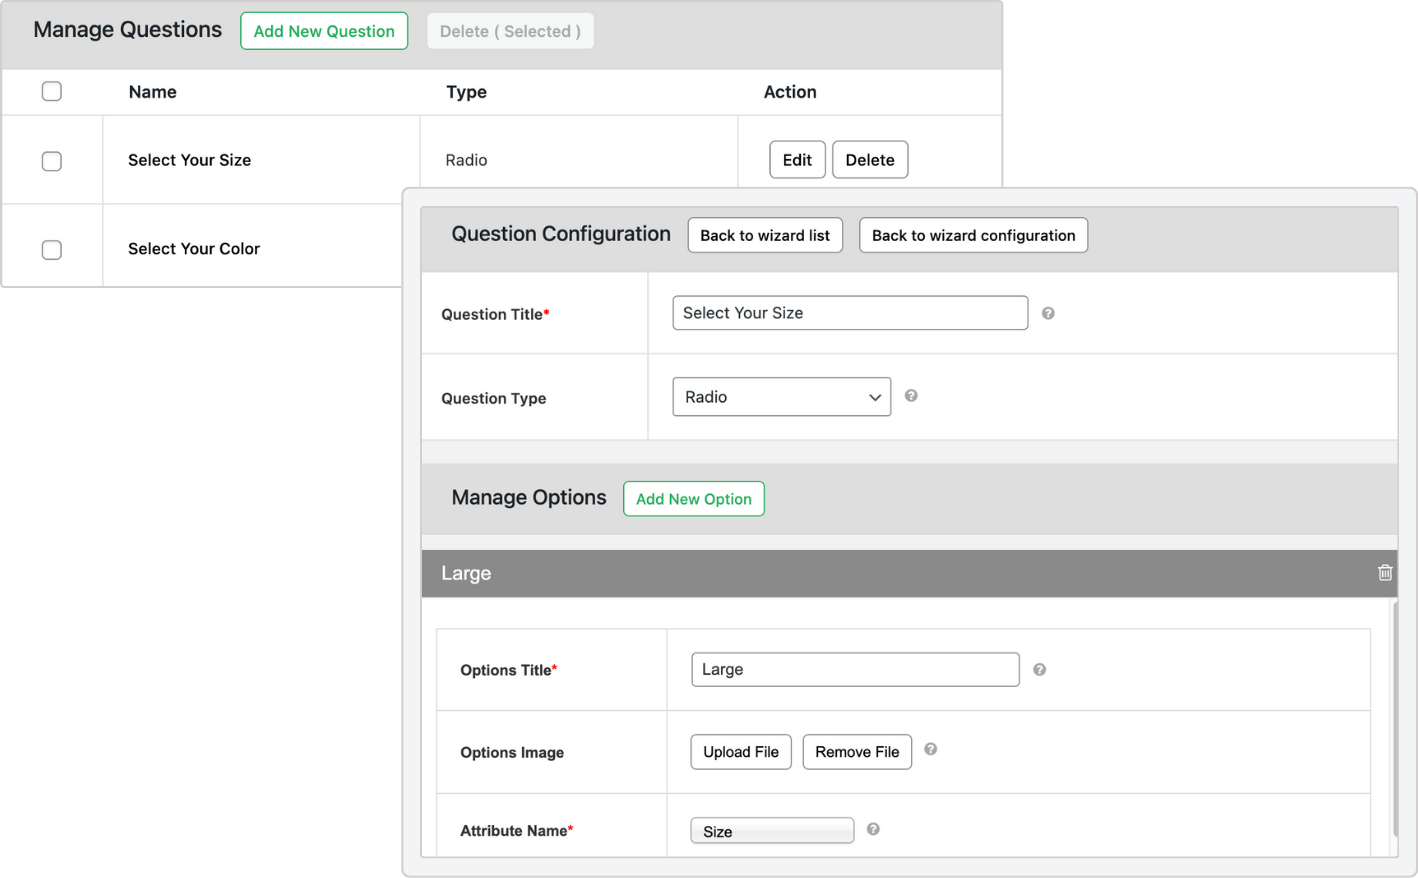 Manage Questions Add New Question Delete ( Selected )
Name Type Action
Select Your Size Radio Edit Delete
Select Your Color
Question Configuration Back to wizard list Back to wizard configuration
Question Title* Select Your Size ?
Question Type Radio ?
Manage Options Add New Option
Large
Options Title* Large ?
Options Image Upload File Remove File ?
Attribute Name* Size ?